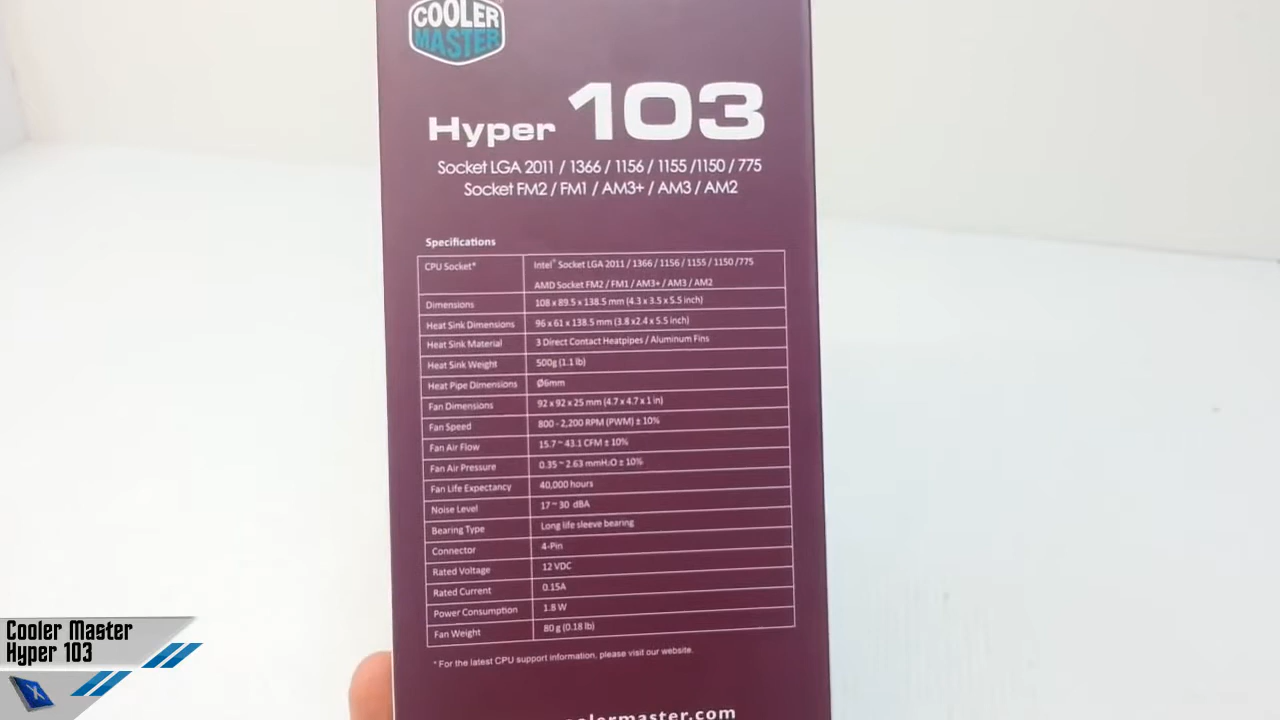 COOLER
MASTER
Hyper 103
Socket LGA 2011 / 1366 / 1156 / 1155 /1150 / 775
Socket FM2 / FM1 / AM3+ / AM3 / AM2
Specifications
CPU Socket* Intel® Socket LGA 2011 / 1366 / 1156 / 1155 / 1150 /775
AMD Socket FM2 / FM1 / AM3+ / AM3 / AM2
Dimensions 108 x 89.5 x 138.5 mm (4.3 x 3.5 x 5.5 inch)
Heat Sink Dimensions 96 x 61 x 138.5 mm (3.8 x2.4 x 5.5 inch)
Heat Sink Material 3 Direct Contact Heatpipes / Aluminum Fins
Heat Sink Weight 500g (1.1 lb)
Heat Pipe Dimensions Ø6mm
Fan Dimensions 92 x 92 x 25 mm (4.7 x 4.7 x 1 in)
Fan Speed 800 - 2,200 RPM (PWM) ± 10%
Fan Air Flow 15.7 ~ 43.1 CFM ± 10%
Fan Air Pressure 0.35 ~ 2.63 mmH₂O ± 10%
Fan Life Expectancy 40,000 hours
Noise Level 17 ~ 30 dBA
Bearing Type Long life sleeve bearing
Connector 4-Pin
Rated Voltage 12 VDC
Rated Current 0.15A
Power Consumption 1.8 W
Fan Weight 80 g (0.18 lb)
* For the latest CPU support information, please visit our website.
olermaster.com
Cooler Master
Hyper 103
X